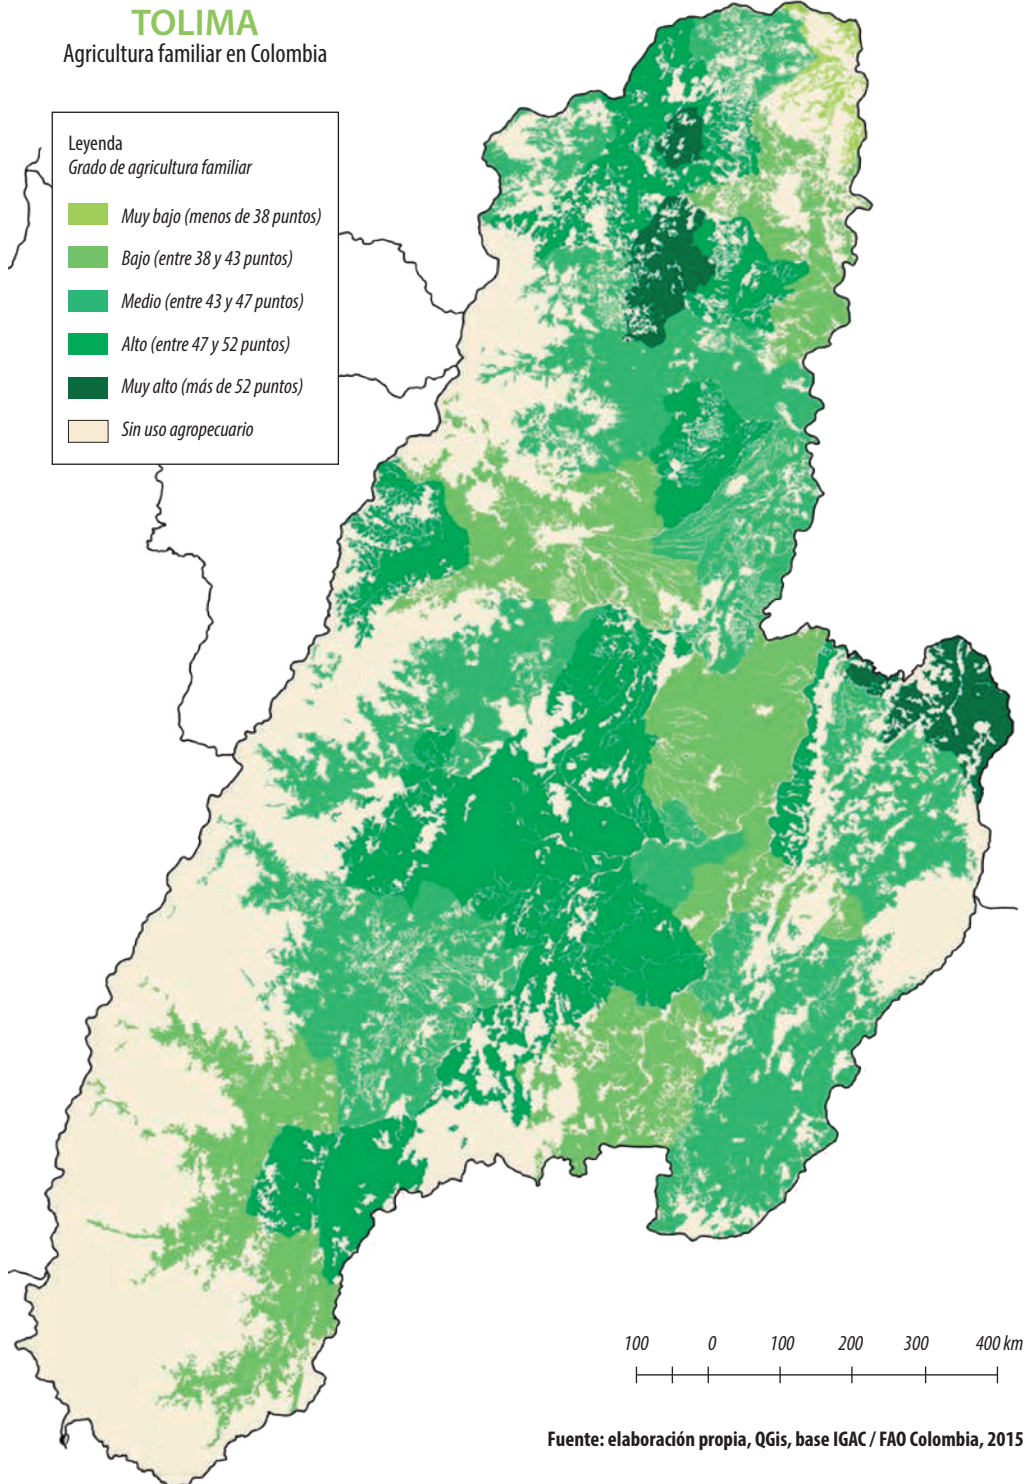 TOLIMA
Agricultura familiar en Colombia
Leyenda
Grado de agricultura familiar
Muy bajo (menos de 38 puntos)
Bajo (entre 38 y 43 puntos)
Medio (entre 43 y 47 puntos)
Alto (entre 47 y 52 puntos)
Muy alto (más de 52 puntos)
Sin uso agropecuario
100 0 100 200 300 400 km
Fuente: elaboración propia, QGis, base IGAC / FAO Colombia, 2015